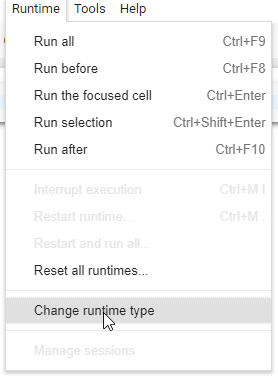 Runtime Tools Help
Run all Ctrl+F9
Run before Ctrl+F8
Run the focused cell Ctrl+Enter
Run selection Ctrl+Shift+Enter
Run after Ctrl+F10
Interrupt execution Ctrl+M I
Restart runtime... Ctrl+M .
Restart and run all...
Reset all runtimes...
Change runtime type
Manage sessions